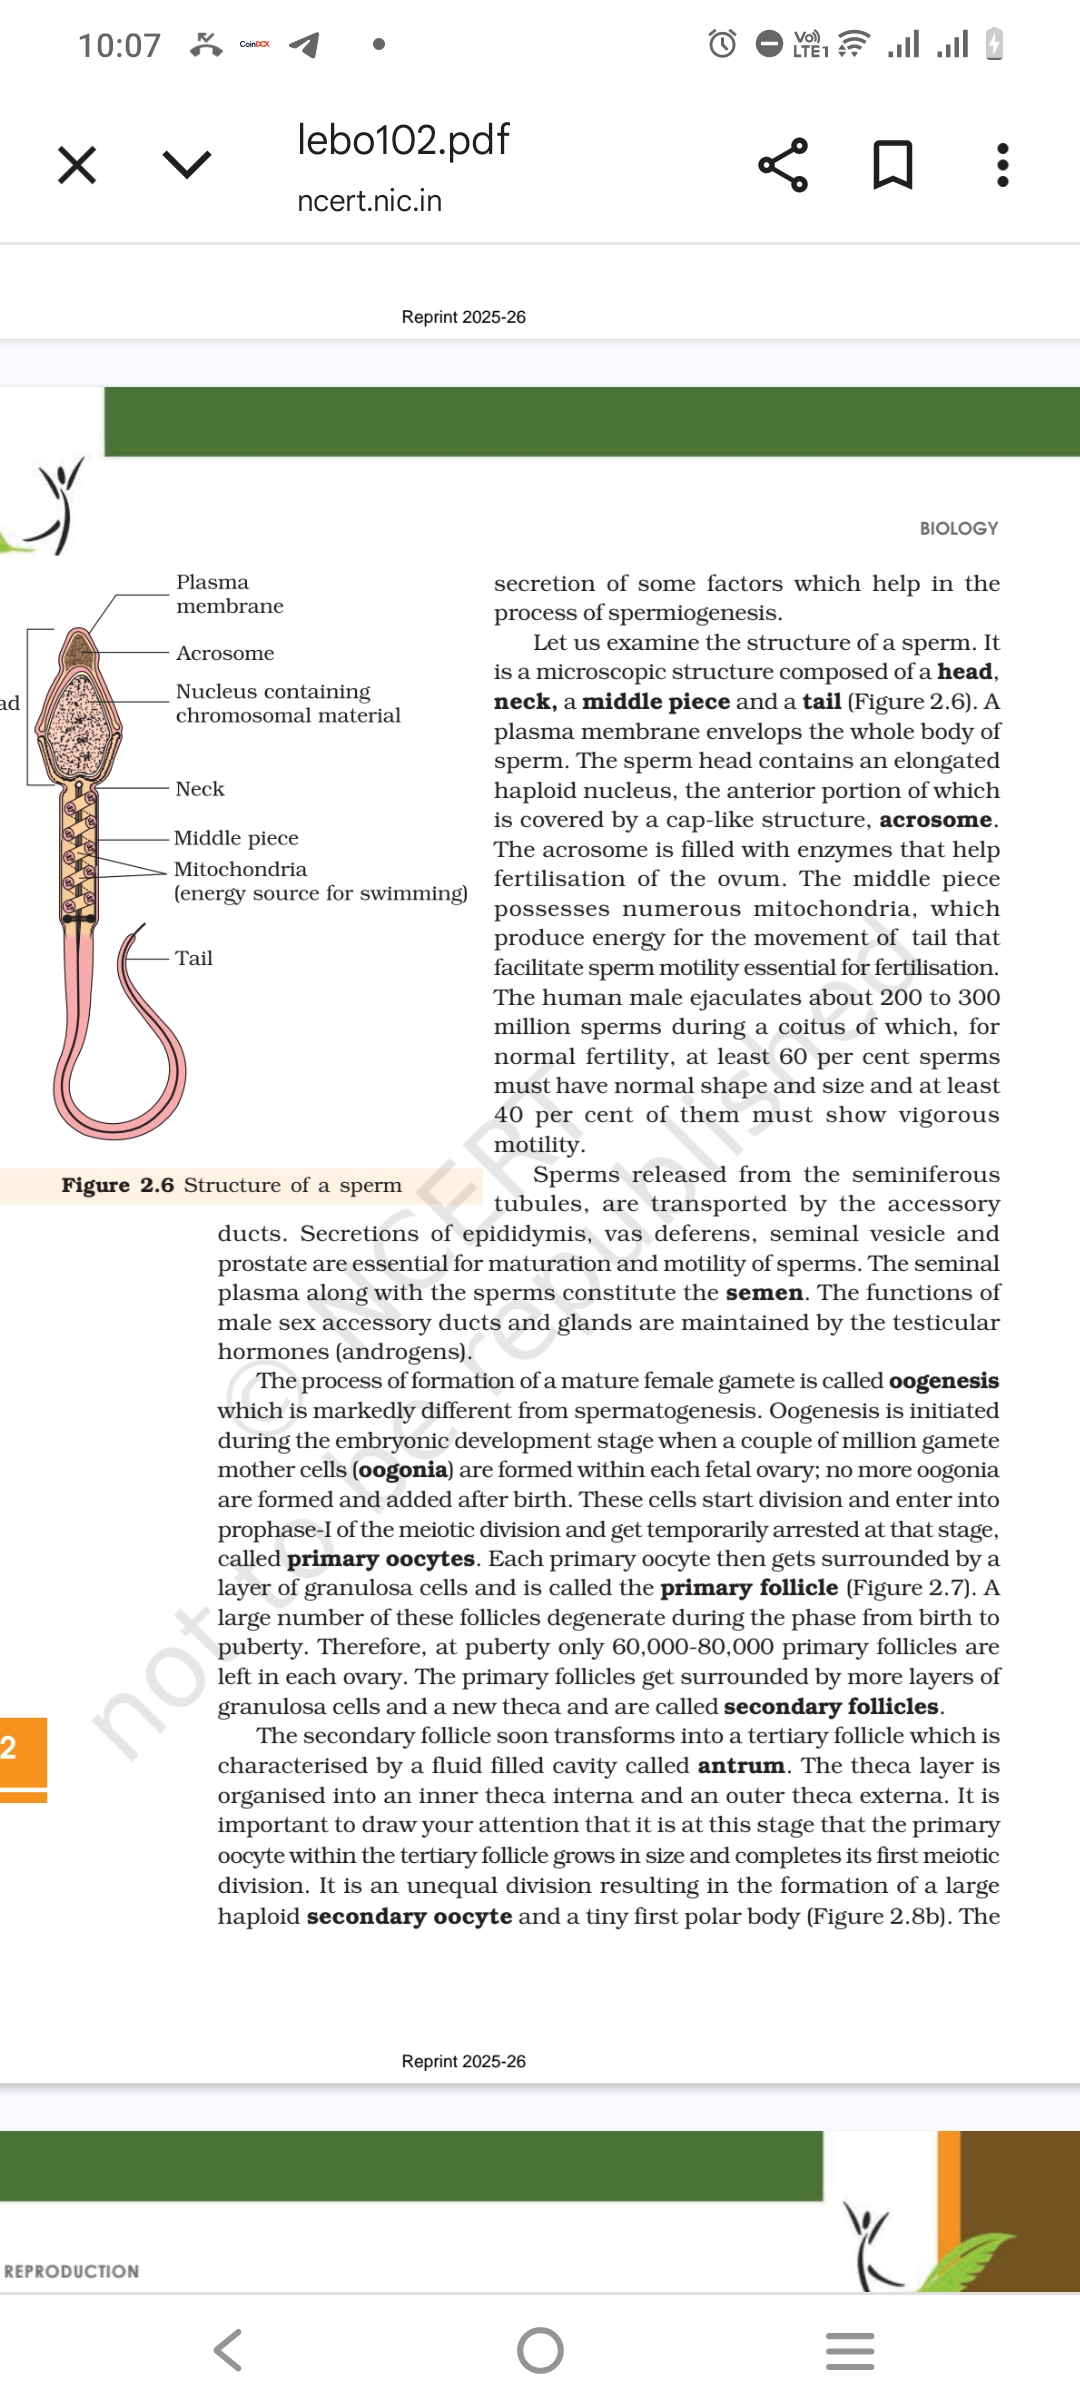 10:07 CoinDCX Vo)) LTE1
lebo102.pdf
ncert.nic.in
Reprint 2025-26
BIOLOGY
Plasma
membrane
Acrosome
ad
Nucleus containing
chromosomal material
Neck
Middle piece
Mitochondria
(energy source for swimming)
Tail
Figure 2.6 Structure of a sperm
secretion of some factors which help in the
process of spermiogenesis.
Let us examine the structure of a sperm. It
is a microscopic structure composed of a head,
neck, a middle piece and a tail (Figure 2.6). A
plasma membrane envelops the whole body of
sperm. The sperm head contains an elongated
haploid nucleus, the anterior portion of which
is covered by a cap-like structure, acrosome.
The acrosome is filled with enzymes that help
fertilisation of the ovum. The middle piece
possesses numerous mitochondria, which
produce energy for the movement of tail that
facilitate sperm motility essential for fertilisation.
The human male ejaculates about 200 to 300
million sperms during a coitus of which, for
normal fertility, at least 60 per cent sperms
must have normal shape and size and at least
40 per cent of them must show vigorous
motility.
Sperms released from the seminiferous
tubules, are transported by the accessory
ducts. Secretions of epididymis, vas deferens, seminal vesicle and
prostate are essential for maturation and motility of sperms. The seminal
plasma along with the sperms constitute the semen. The functions of
male sex accessory ducts and glands are maintained by the testicular
hormones (androgens).
The process of formation of a mature female gamete is called oogenesis
which is markedly different from spermatogenesis. Oogenesis is initiated
during the embryonic development stage when a couple of million gamete
mother cells (oogonia) are formed within each fetal ovary; no more oogonia
are formed and added after birth. These cells start division and enter into
prophase-I of the meiotic division and get temporarily arrested at that stage,
called primary oocytes. Each primary oocyte then gets surrounded by a
layer of granulosa cells and is called the primary follicle (Figure 2.7). A
large number of these follicles degenerate during the phase from birth to
puberty. Therefore, at puberty only 60,000-80,000 primary follicles are
left in each ovary. The primary follicles get surrounded by more layers of
granulosa cells and a new theca and are called secondary follicles.
The secondary follicle soon transforms into a tertiary follicle which is
characterised by a fluid filled cavity called antrum. The theca layer is
organised into an inner theca interna and an outer theca externa. It is
important to draw your attention that it is at this stage that the primary
oocyte within the tertiary follicle grows in size and completes its first meiotic
division. It is an unequal division resulting in the formation of a large
haploid secondary oocyte and a tiny first polar body (Figure 2.8b). The
2
© NCERT
not to be republished
Reprint 2025-26
REPRODUCTION